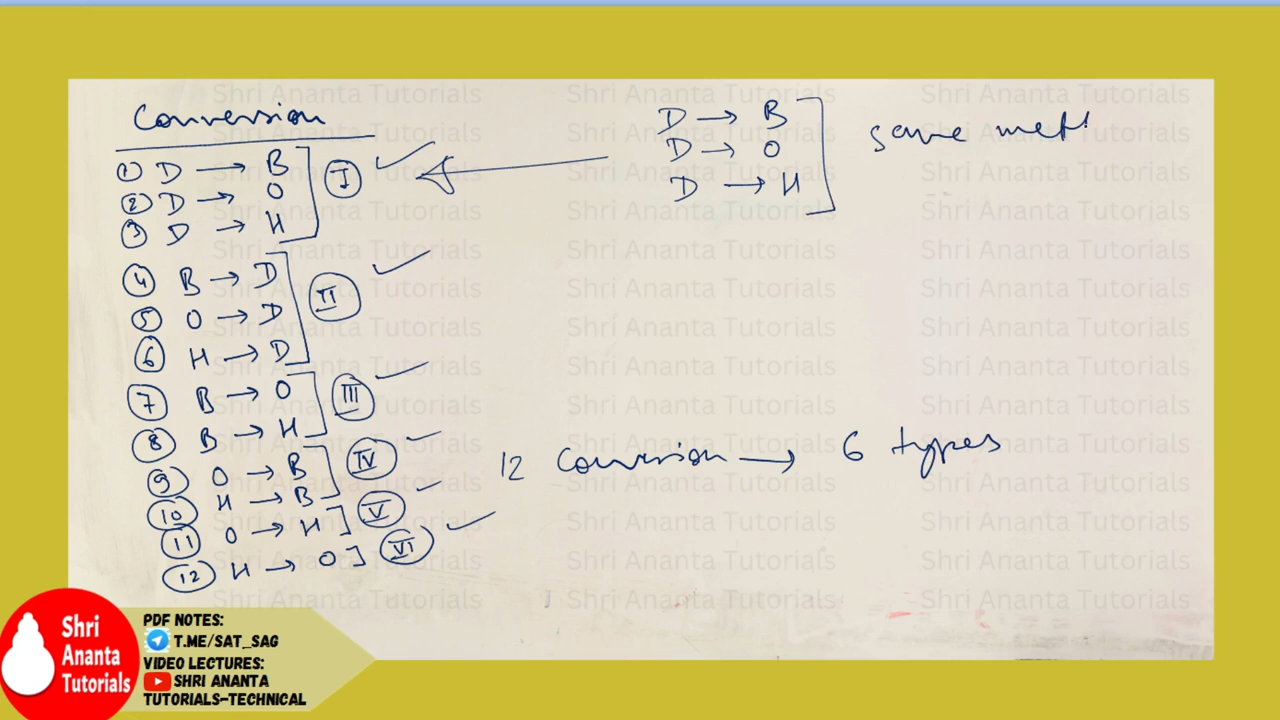 Conversion
(1) D → B
(2) D → O
(3) D → H
I
(4) B → D
(5) O → D
(6) H → D
II
(7) B → O
(8) B → H
III
(9) O → B
(10) H → B
IV
(11) O → H
V
(12) H → O
VI
D → B
D → O
D → H
same
12 Conversion → 6 types
Shri Ananta Tutorials
PDF NOTES:
T.ME/SAT_SAG
VIDEO LECTURES:
SHRI ANANTA
TUTORIALS-TECHNICAL